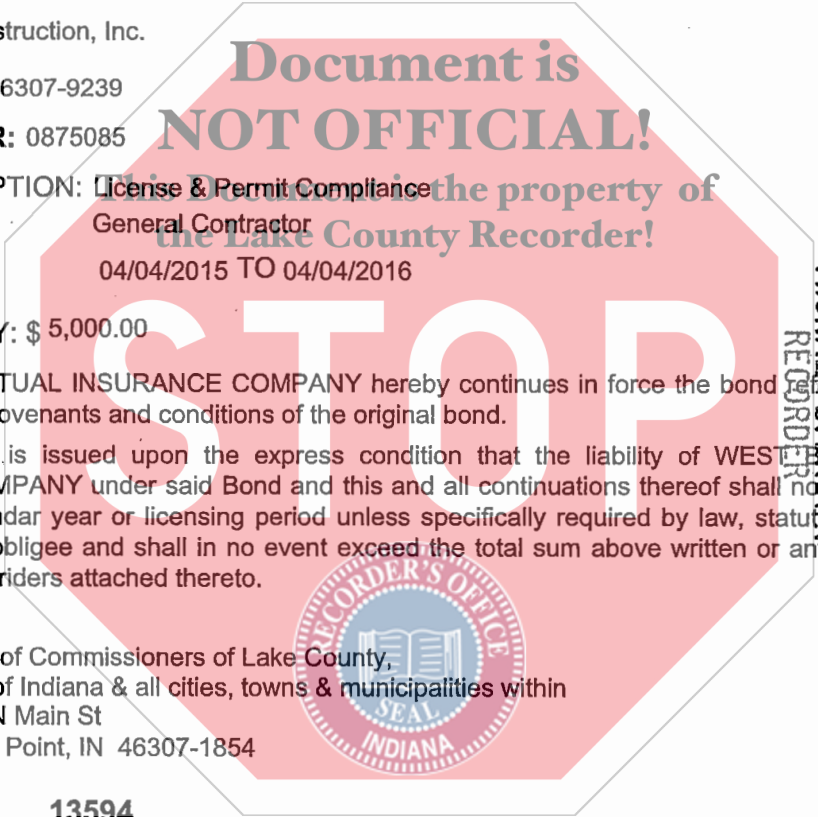 struction, Inc.
Document is
6307-9239
NOT OFFICIAL!
R: 0875085
PTION: License & Permit Compliance
This Document is the property of
General Contractor
the Lake County Recorder!
04/04/2015 TO 04/04/2016
STOP
Y: $ 5,000.00
RECORDER
TUAL INSURANCE COMPANY hereby continues in force the bond ref
ovenants and conditions of the original bond.
is issued upon the express condition that the liability of WEST
MPANY under said Bond and this and all continuations thereof shall no
dar year or licensing period unless specifically required by law, statut
obligee and shall in no event exceed the total sum above written or an
riders attached thereto.
RECORDER'S OFFICE
of Commissioners of Lake County,
of Indiana & all cities, towns & municipalities within
N Main St
SEAL
Point, IN 46307-1854
INDIANA
13594